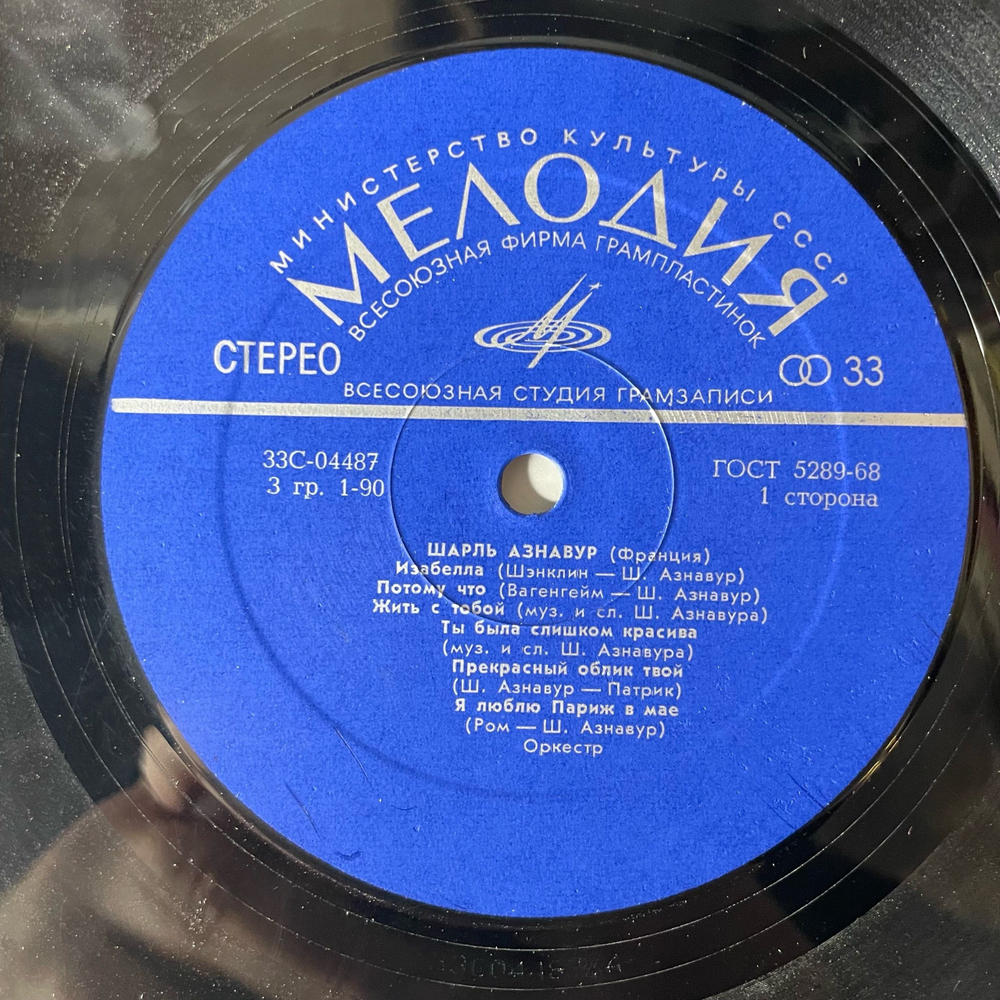 МИНИСТЕРСТВО КУЛЬТУРЫ СССР
МЕЛОДИЯ
ВСЕСОЮЗНАЯ ФИРМА ГРАМПЛАСТИНОК
СТЕРЕО
33
ВСЕСОЮЗНАЯ СТУДИЯ ГРАМЗАПИСИ
33С-04487
3 гр. 1-90
ГОСТ 5289-68
1 сторона
ШАРЛЬ АЗНАВУР (Франция)
Изабелла (Шэнклин — Ш. Азнавур)
Потому что (Вагенгейм — Ш. Азнавур)
Жить с тобой (муз. и сл. Ш. Азнавура)
Ты была слишком красива
(муз. и сл. Ш. Азнавура)
Прекрасный облик твой
(Ш. Азнавур — Патрик)
Я люблю Париж в мае
(Ром — Ш. Азнавур)
Оркестр